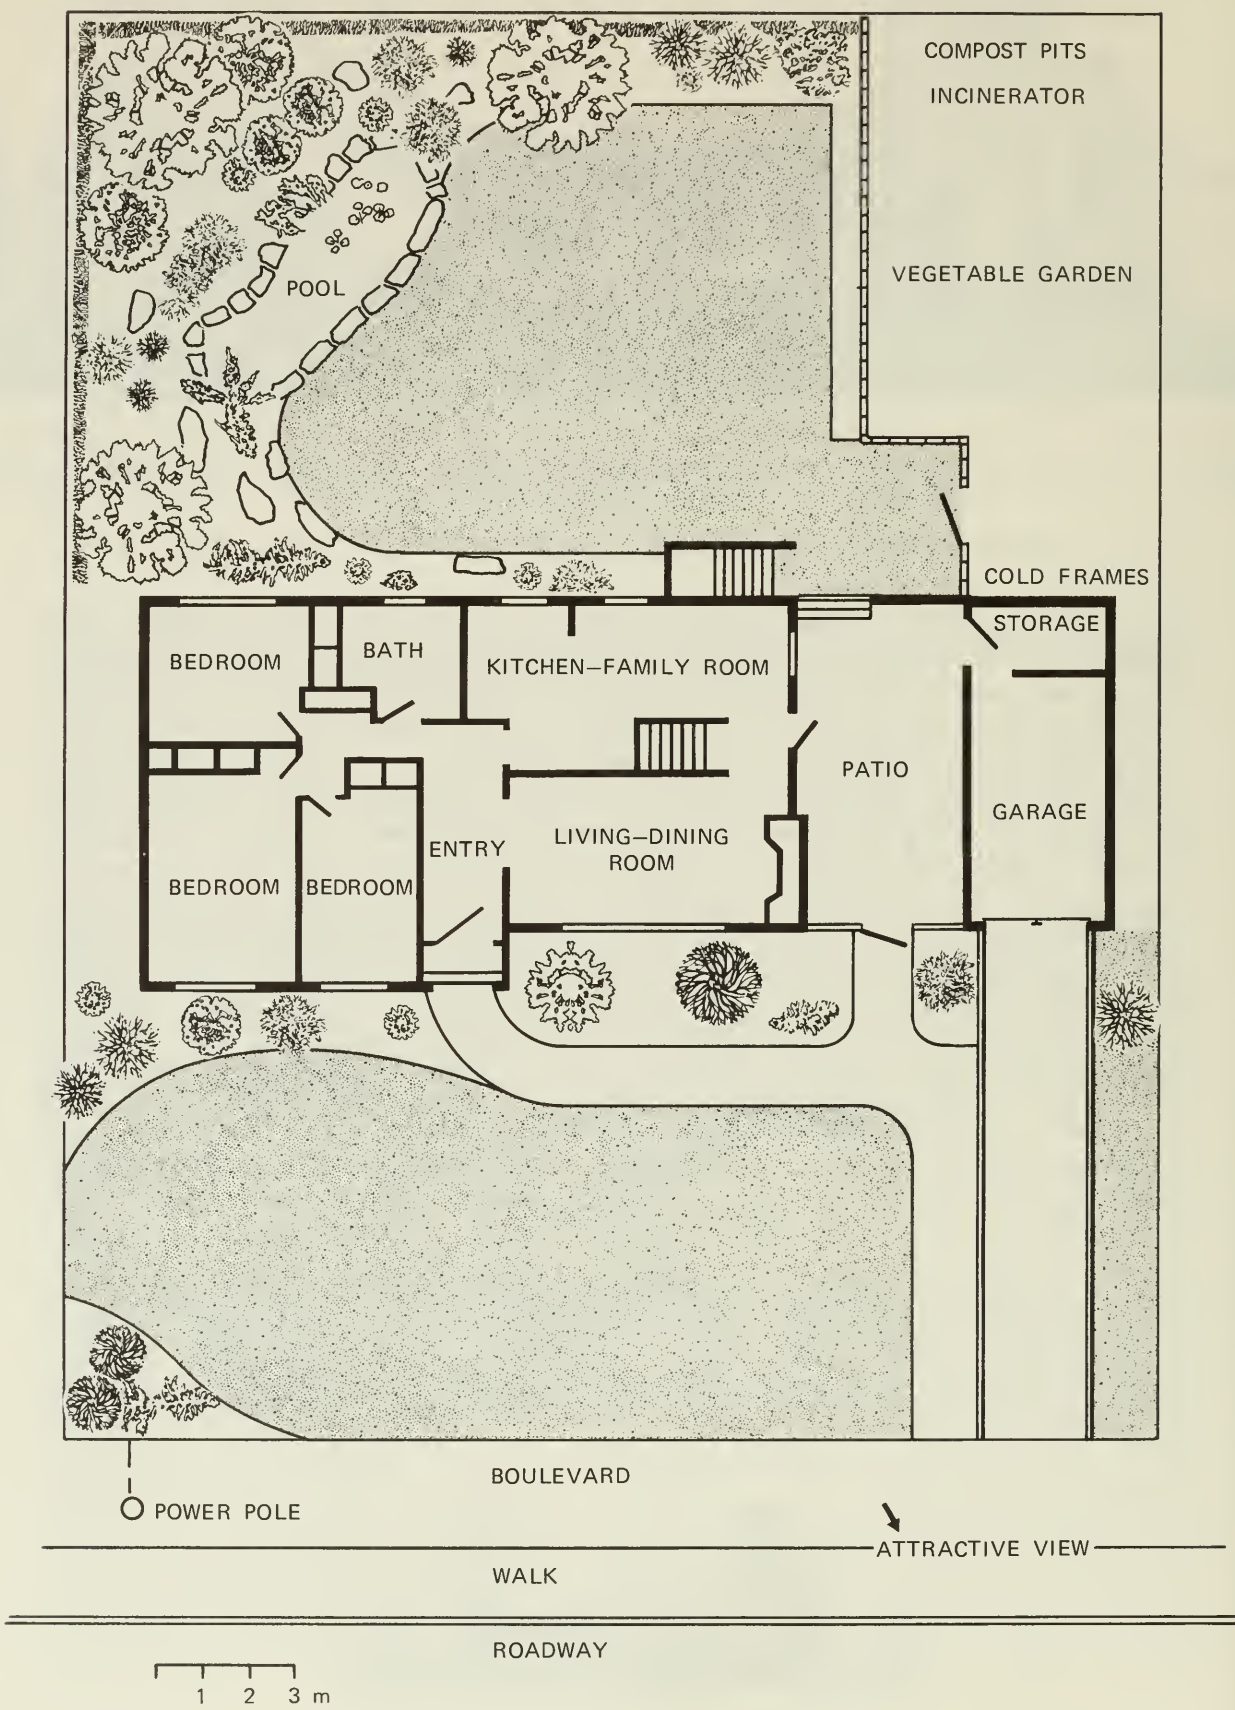 COMPOST PITS
INCINERATOR
VEGETABLE GARDEN
POOL
COLD FRAMES
STORAGE
BEDROOM
BATH
KITCHEN–FAMILY ROOM
PATIO
GARAGE
LIVING–DINING
ROOM
ENTRY
BEDROOM
BEDROOM
BOULEVARD
POWER POLE
ATTRACTIVE VIEW
WALK
ROADWAY
1 2 3 m